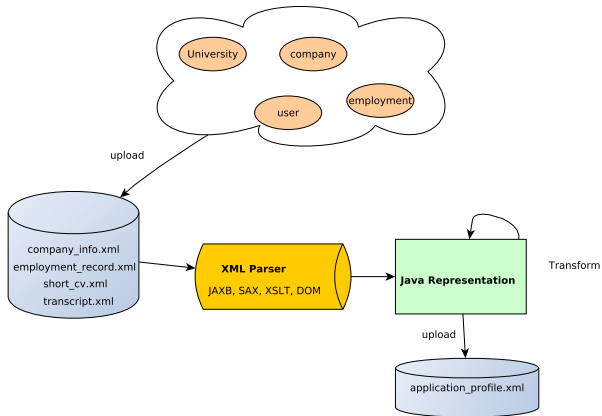 University
company
user
employment
upload
company_info.xml
employment_record.xml
short_cv.xml
transcript.xml
XML Parser
JAXB, SAX, XSLT, DOM
Java Representation
Transform
upload
application_profile.xml